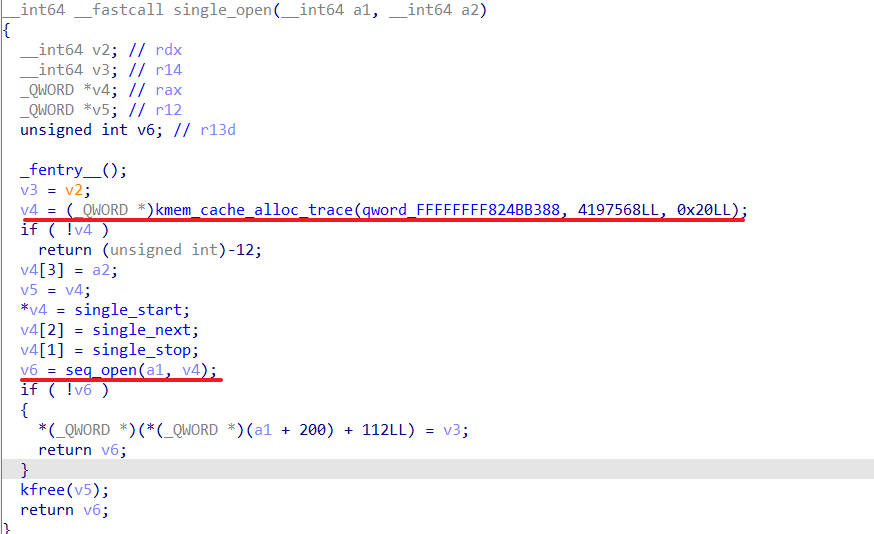 __int64 __fastcall single_open(__int64 a1, __int64 a2)
{
__int64 v2; // rdx
__int64 v3; // r14
_QWORD *v4; // rax
_QWORD *v5; // r12
unsigned int v6; // r13d
_fentry__();
v3 = v2;
v4 = (_QWORD *)kmem_cache_alloc_trace(qword_FFFFFFFF824BB388, 4197568LL, 0x20LL);
if ( !v4 )
return (unsigned int)-12;
v4[3] = a2;
v5 = v4;
*v4 = single_start;
v4[2] = single_next;
v4[1] = single_stop;
v6 = seq_open(a1, v4);
if ( !v6 )
{
*(_QWORD *)(*(_QWORD *)(a1 + 200) + 112LL) = v3;
return v6;
}
kfree(v5);
return v6;
}